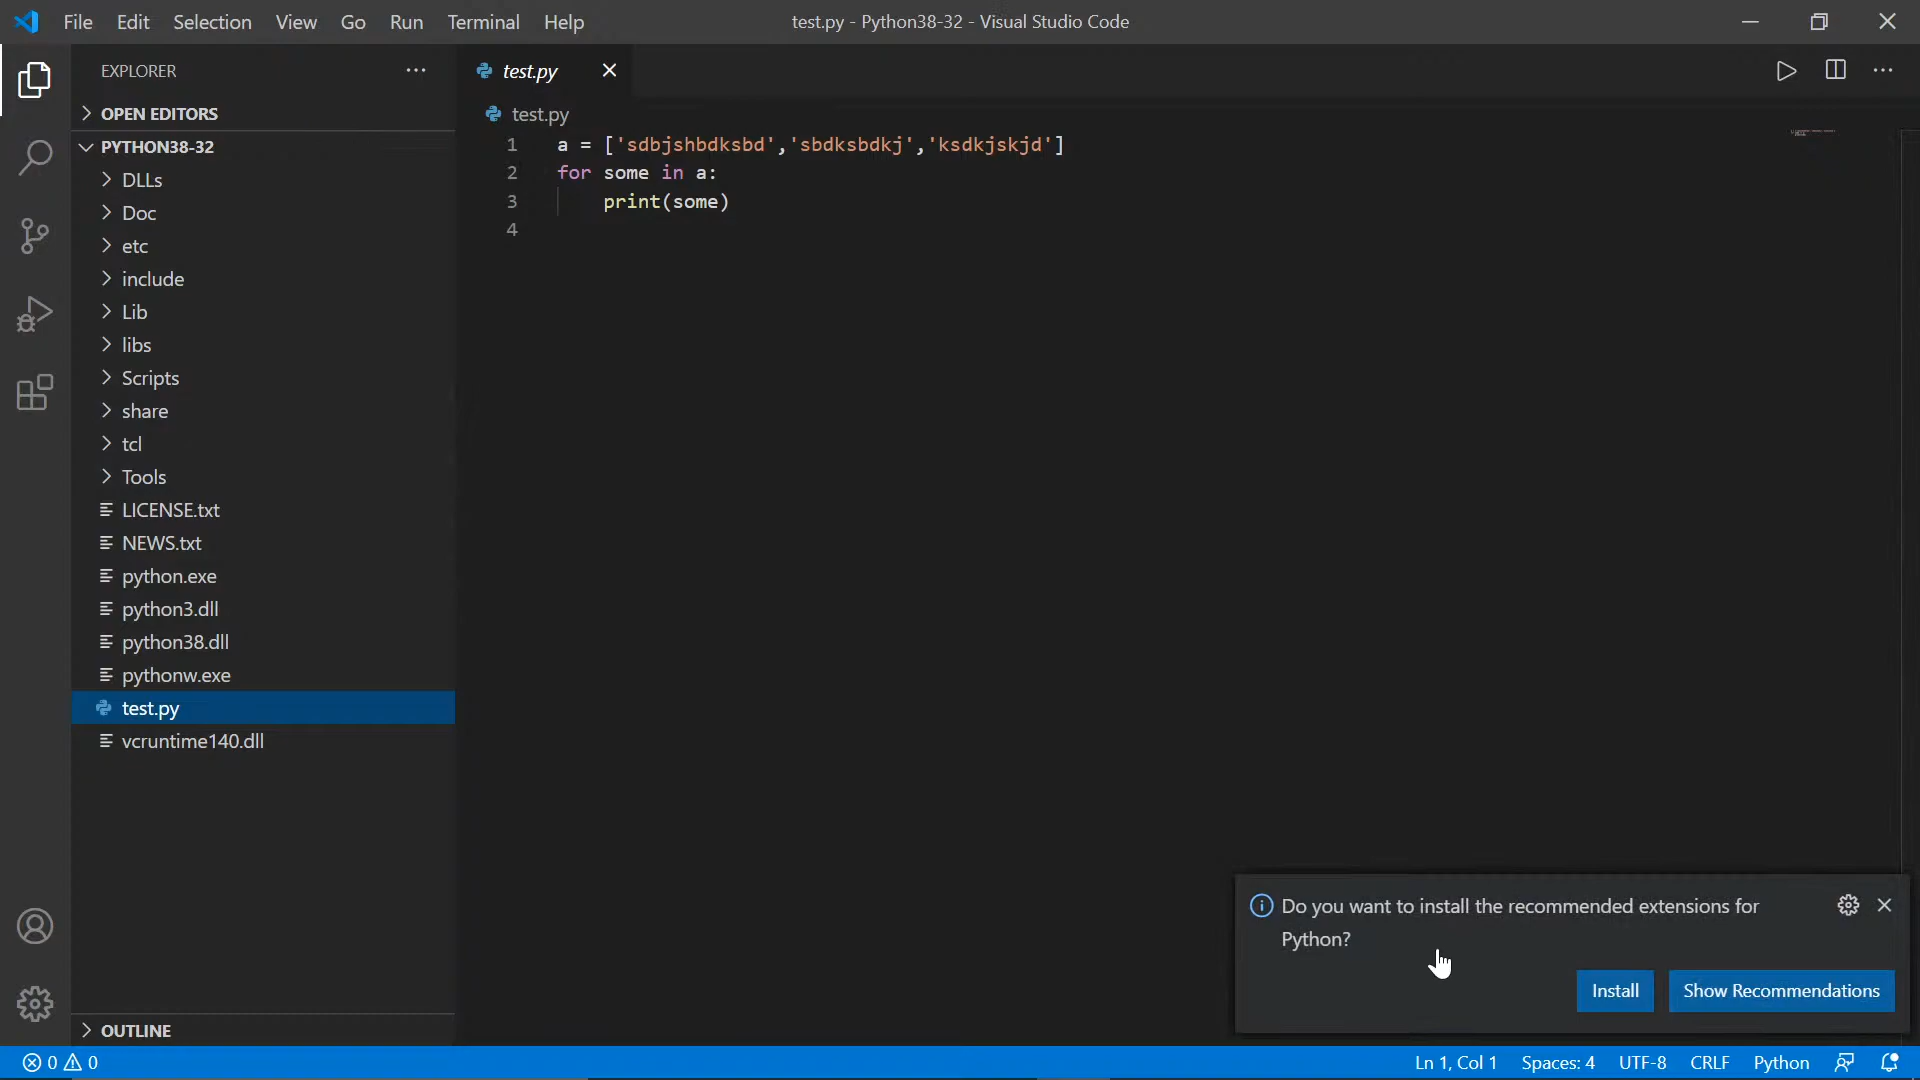 File Edit Selection View Go Run Terminal Help
test.py - Python38-32 - Visual Studio Code
EXPLORER
OPEN EDITORS
PYTHON38-32
DLLs
Doc
etc
include
Lib
libs
Scripts
share
tcl
Tools
LICENSE.txt
NEWS.txt
python.exe
python3.dll
python38.dll
pythonw.exe
test.py
vcruntime140.dll
OUTLINE
test.py
test.py
1 a = ['sdbjshbdksbd','sbdksbdkj','ksdkjskjd']
2 for some in a:
3 print(some)
4
Do you want to install the recommended extensions for
Python?
Install
Show Recommendations
0 0
Ln 1, Col 1 Spaces: 4 UTF-8 CRLF Python